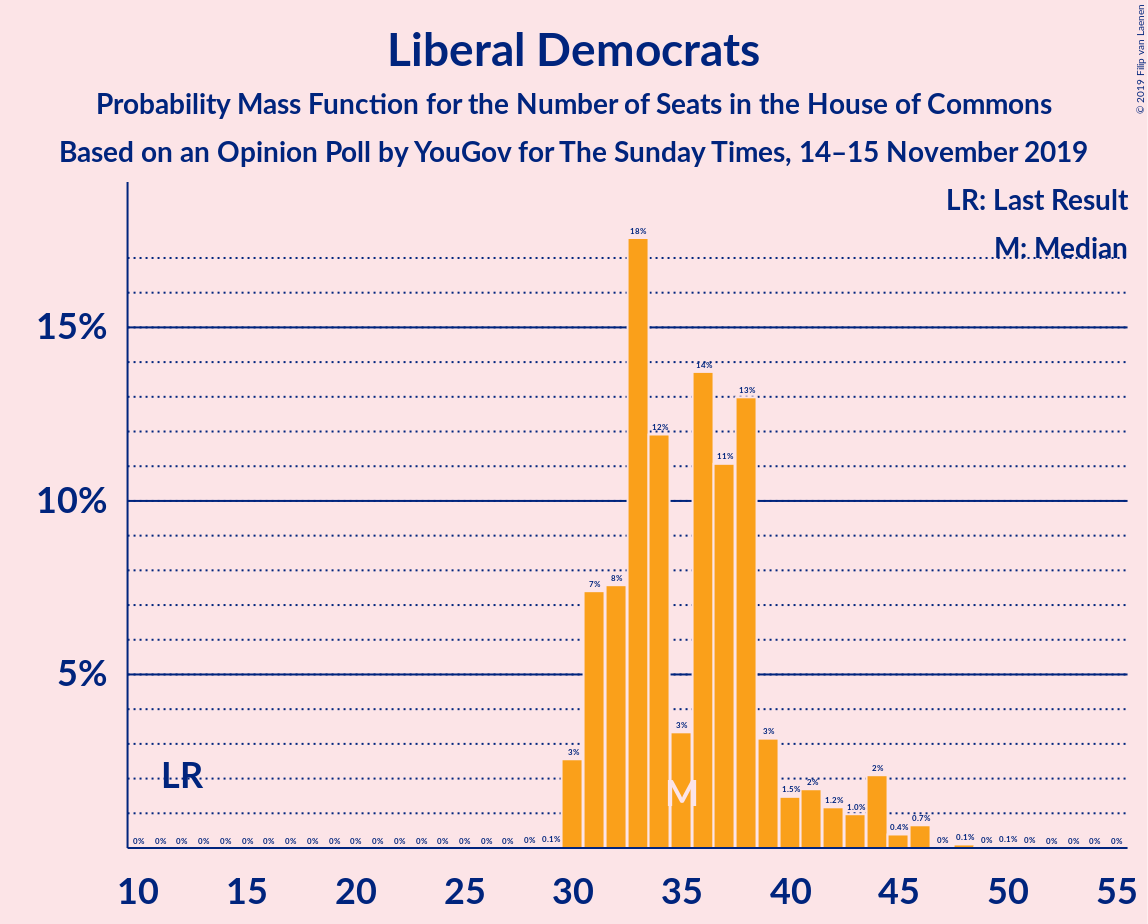 Liberal Democrats
Probability Mass Function for the Number of Seats in the House of Commons
Based on an Opinion Poll by YouGov for The Sunday Times, 14–15 November 2019
© 2019 Filip van Laenen
LR: Last Result
M: Median
15%
10%
5%
0% 0% 0% 0% 0% 0% 0% 0% 0% 0% 0% 0% 0% 0% 0% 0% 0% 0% 0% 0.1% 3% 7% 8% 18% 12% 3% 14% 11% 13% 3% 1.5% 2% 1.2% 1.0% 2% 0.4% 0.7% 0% 0.1% 0% 0.1% 0% 0% 0% 0% 0%
LR
M
10 15 20 25 30 35 40 45 50 55